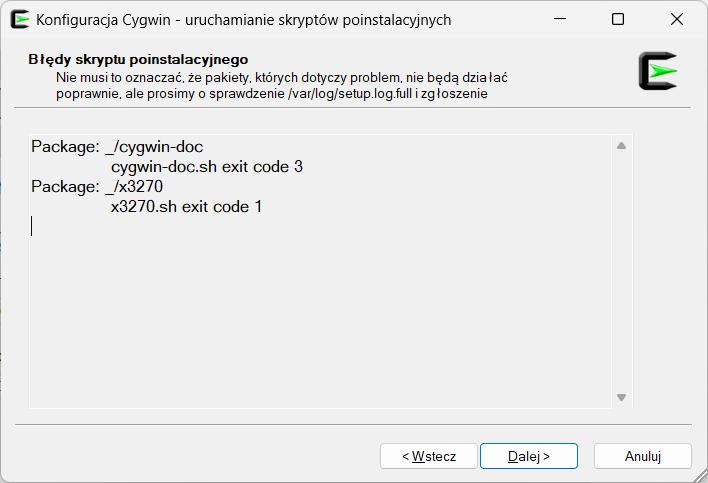 Konfiguracja Cygwin - uruchamianie skryptów poinstalacyjnych
Błędy skryptu poinstalacyjnego
Nie musi to oznaczać, że pakiety, których dotyczy problem, nie będą działać
poprawnie, ale prosimy o sprawdzenie /var/log/setup.log.full i zgłoszenie
Package: _/cygwin-doc
cygwin-doc.sh exit code 3
Package: _/x3270
x3270.sh exit code 1
< Wstecz
Dalej >
Anuluj